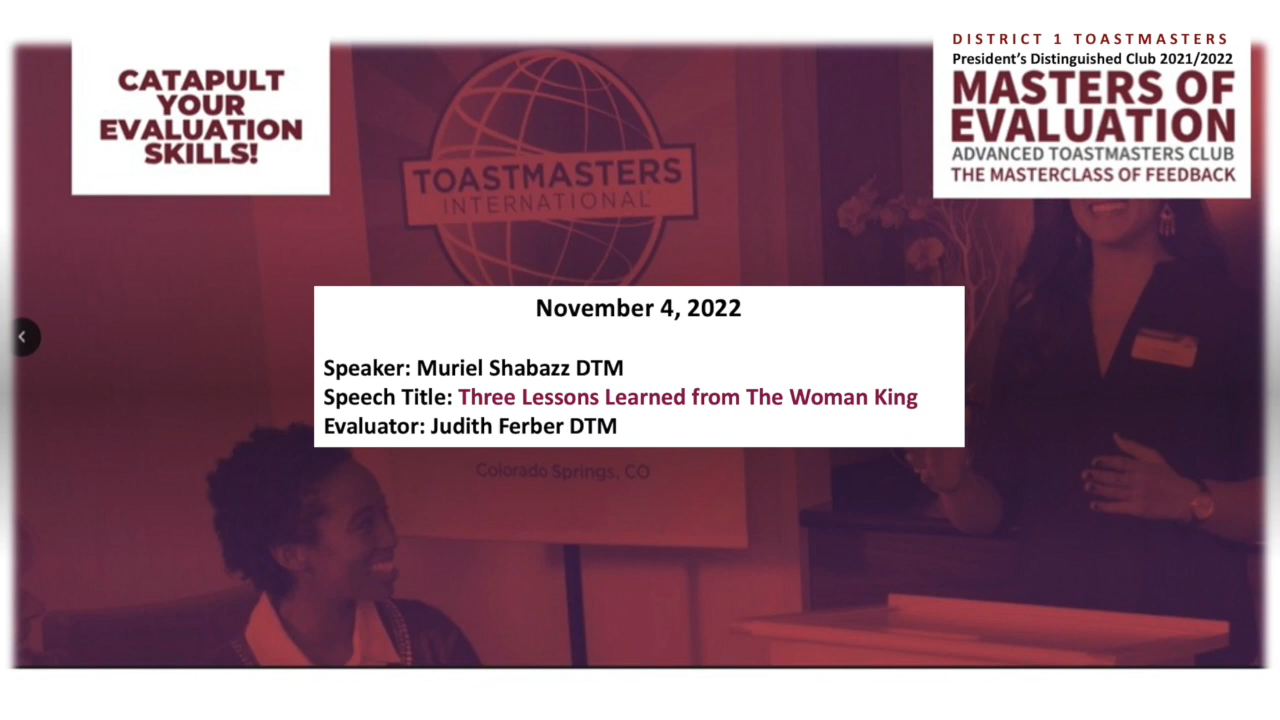 CATAPULT
YOUR
EVALUATION
SKILLS!
DISTRICT 1 TOASTMASTERS
President's Distinguished Club 2021/2022
MASTERS OF
EVALUATION
ADVANCED TOASTMASTERS CLUB
THE MASTERCLASS OF FEEDBACK
TOASTMASTERS
INTERNATIONAL
November 4, 2022
Speaker: Muriel Shabazz DTM
Speech Title: Three Lessons Learned from The Woman King
Evaluator: Judith Ferber DTM
Colorado Springs, CO